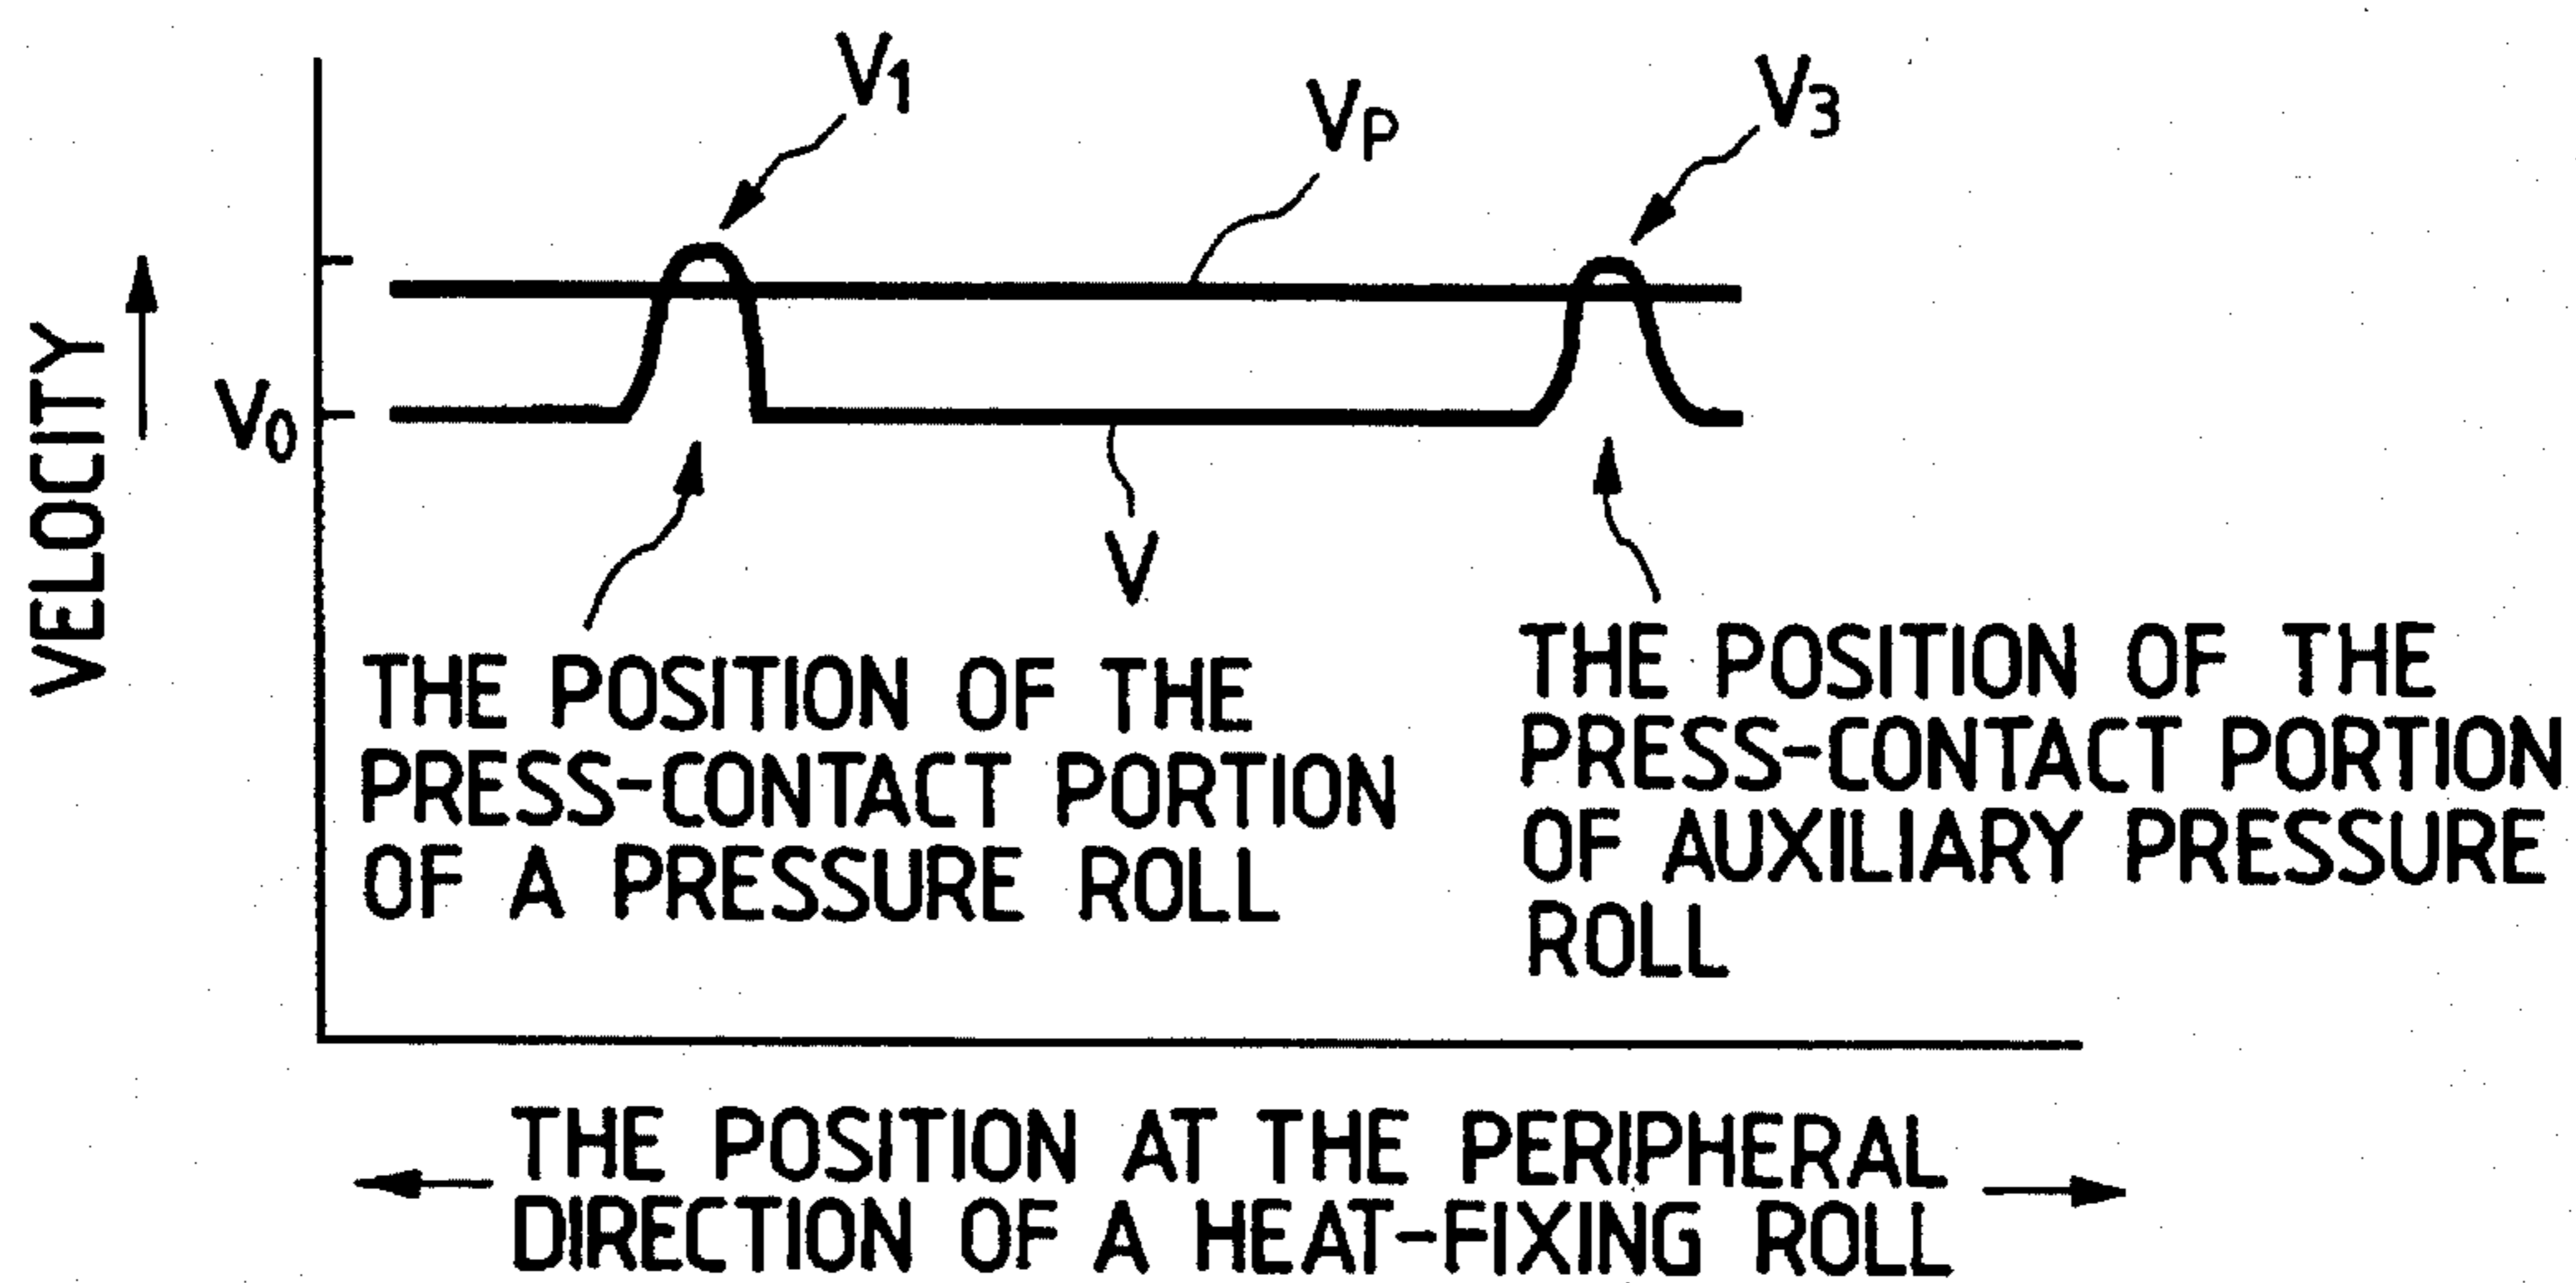 V1
VP
V3
VELOCITY
V0
V
THE POSITION OF THE
PRESS-CONTACT PORTION
OF A PRESSURE ROLL
THE POSITION OF THE
PRESS-CONTACT PORTION
OF AUXILIARY PRESSURE
ROLL
THE POSITION AT THE PERIPHERAL
DIRECTION OF A HEAT-FIXING ROLL